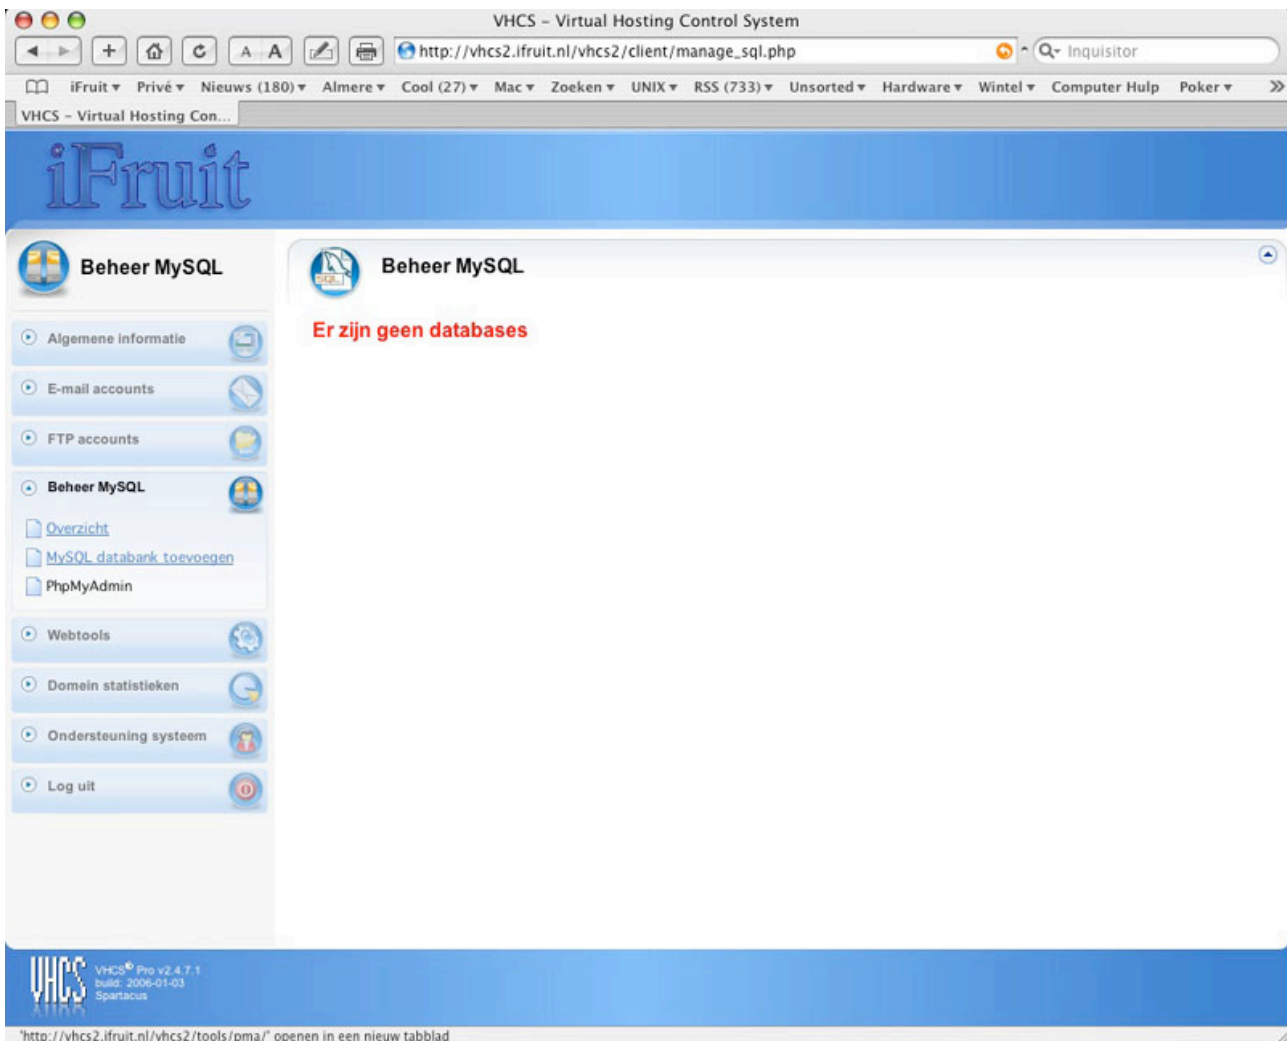 VHCS - Virtual Hosting Control System
A A
http://vhcs2.ifruit.nl/vhcs2/client/manage_sql.php
Q- Inquisitor
iFruit Privé Nieuws (180) Almere Cool (27) Mac Zoeken UNIX RSS (733) Unsorted Hardware Wintel Computer Hulp Poker
VHCS - Virtual Hosting Con...
iFruit
Beheer MySQL
SQL
Beheer MySQL
Er zijn geen databases
Algemene informatie
E-mail accounts
FTP accounts
Beheer MySQL
Overzicht
MySQL databank toevoegen
PhpMyAdmin
Webtools
Domein statistieken
Ondersteuning systeem
Log uit
VHCS
VHCS© Pro v2.4.7.1
build: 2006-01-03
Spartacus
'http://vhcs2.ifruit.nl/vhcs2/tools/pma/' openen in een nieuw tabblad